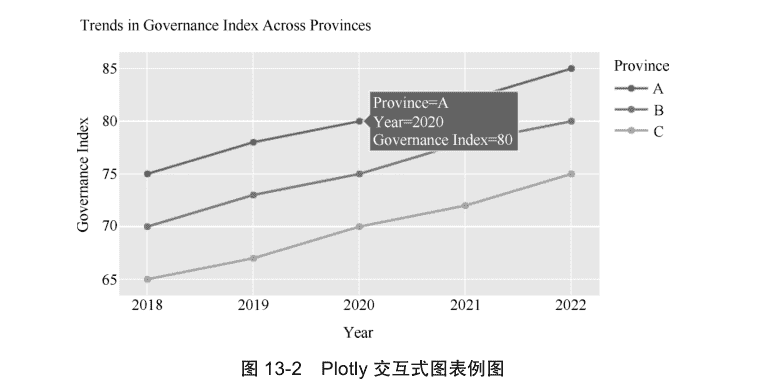 Trends in Governance Index Across Provinces
85
80
75
70
65
Governance Index
Province=A
Year=2020
Governance Index=80
Province
A
B
C
2018 2019 2020 2021 2022
Year
图 13-2 Plotly 交互式图表例图